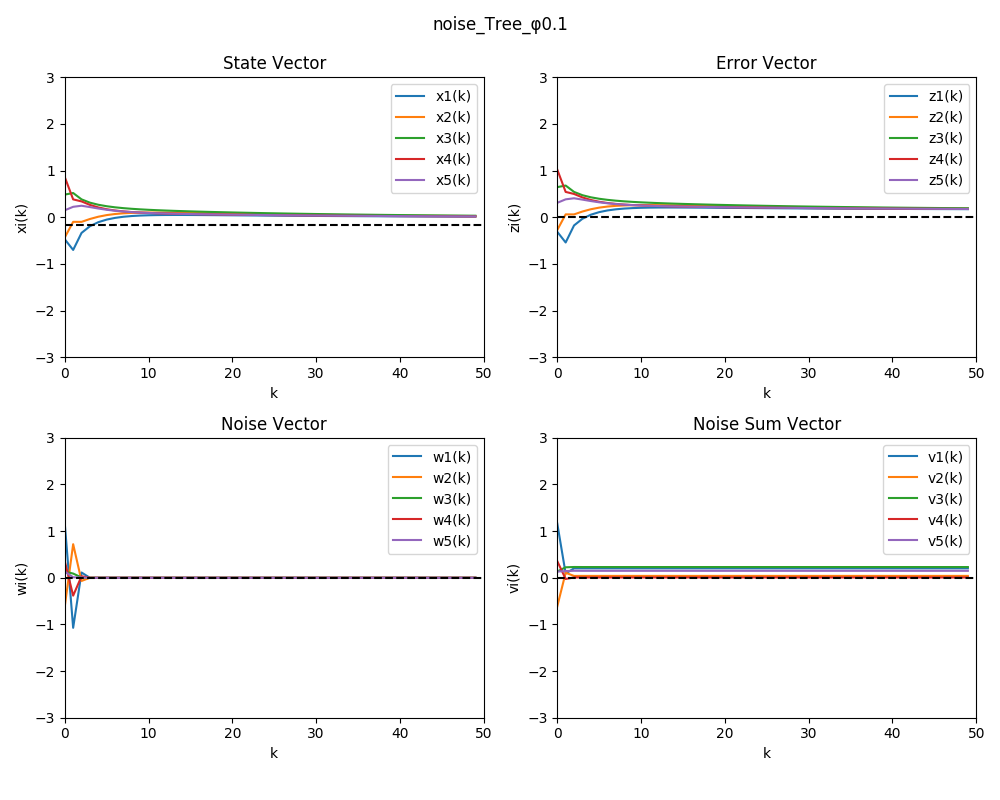 noise_Tree_φ0.1
State Vector
3
2
1
0
−1
−2
−3
0 10 20 30 40 50
xi(k)
k
x1(k)
x2(k)
x3(k)
x4(k)
x5(k)
Error Vector
3
2
1
0
−1
−2
−3
0 10 20 30 40 50
zi(k)
k
z1(k)
z2(k)
z3(k)
z4(k)
z5(k)
Noise Vector
3
2
1
0
−1
−2
−3
0 10 20 30 40 50
wi(k)
k
w1(k)
w2(k)
w3(k)
w4(k)
w5(k)
Noise Sum Vector
3
2
1
0
−1
−2
−3
0 10 20 30 40 50
vi(k)
k
v1(k)
v2(k)
v3(k)
v4(k)
v5(k)